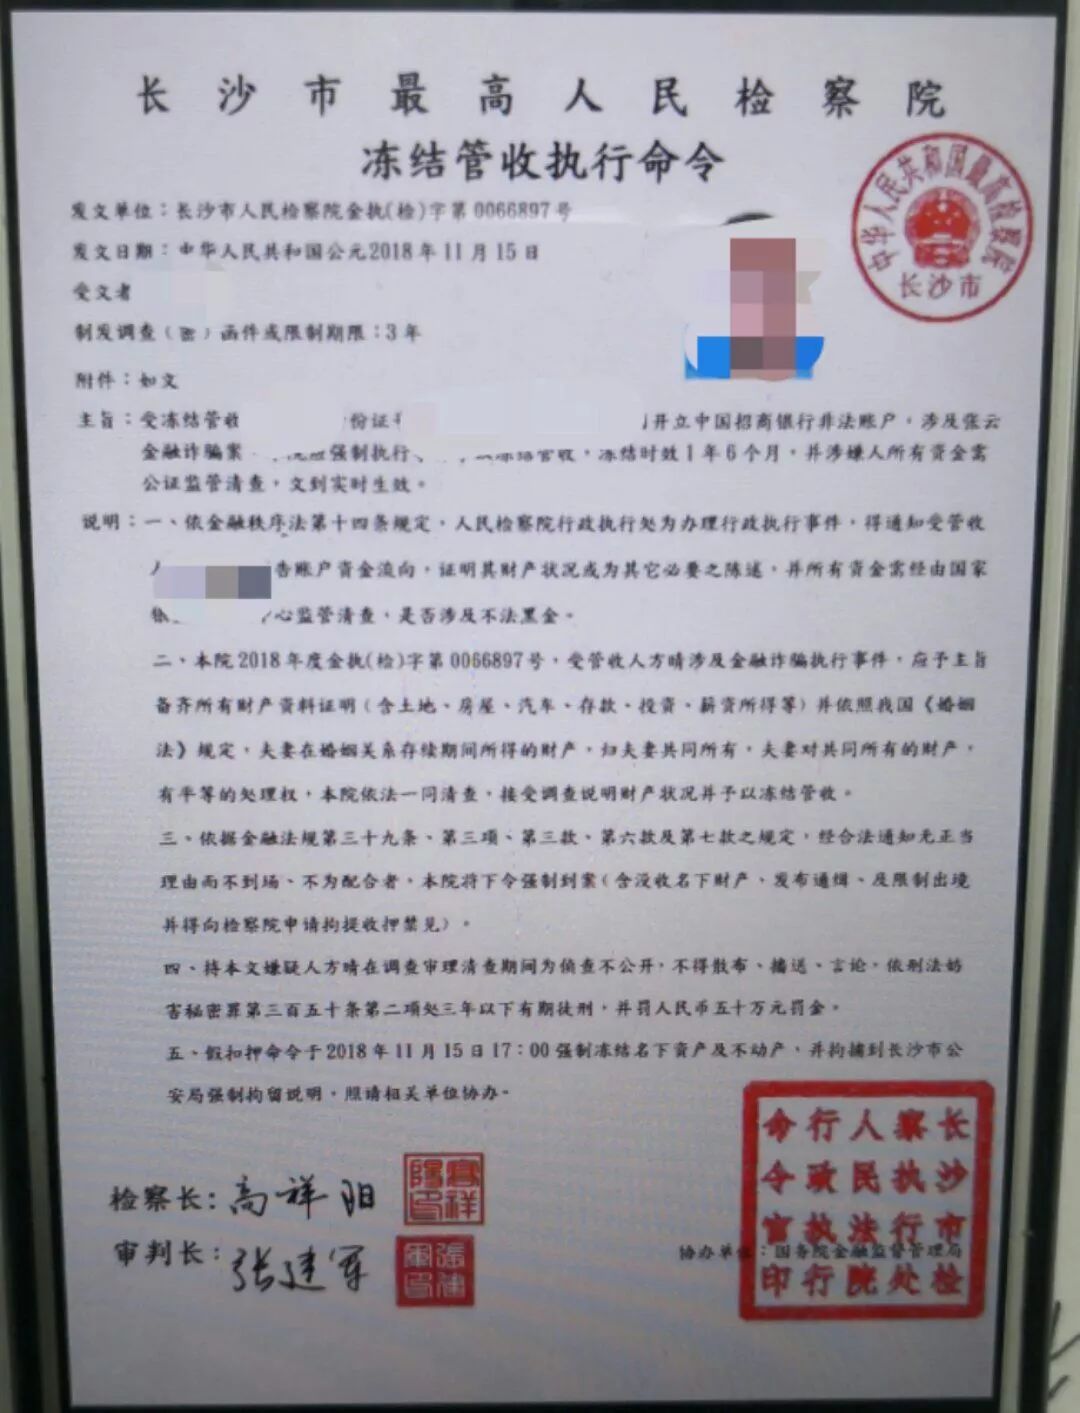 长沙市最高人民检察院
冻结管收执行命令
中华人民共和国最高检察院
长沙市
发文单位：长沙市人民检察院金执(检)字第0066897号
发文日期：中华人民共和国公元2018年11月15日
受文者
制发调查（密）函件或限制期限：3年
附件：如文
主旨：受冻结管收 份证 开立中国招商银行非法账户，涉及张云
金融诈骗案 强制执行 冻结管收，冻结时效1年6个月，并涉嫌人所有资金需
公证监管清查，文到实时生效。
说明：一、依金融秩序法第十四条规定，人民检察院行政执行处为办理行政执行事件，得通知受管收
告账户资金流向，证明其财产状况或为其它必要之陈述，并所有资金需经由国家
心监管清查，是否涉及不法黑金。
二、本院2018年度金执(检)字第0066897号，受管收人方晴涉及金融诈骗执行事件，应予主旨
备齐所有财产资料证明（含土地、房屋、汽车、存款、投资、薪资所得等）并依照我国《婚姻
法》规定，夫妻在婚姻关系存续期间所得的财产，归夫妻共同所有，夫妻对共同所有的财产，
有平等的处理权，本院依法一同清查，接受调查说明财产状况并予以冻结管收。
三、依据金融法规第三十九条、第三项、第三款、第六款及第七款之规定，经合法通知无正当
理由而不到场、不为配合者，本院将下令强制到案（含没收名下财产、发布通缉、及限制出境
并得向检察院申请拘提收押禁见）。
四、持本文嫌疑人方晴在调查审理清查期间为侦查不公开，不得散布、播送、言论，依刑法妨
害秘密罪第三百五十条第二项处三年以下有期徒刑，并罚人民币五十万元罚金。
五、假扣押命令于2018年11月15日17：00强制冻结名下资产及不动产，并拘捕到长沙市公
安局强制拘留说明，照请相关单位协办。
检察长：高祥阳
审判长：张建军
协办单位：国务院金融监督管理局
命行人察长
令政民执沙
官执法行市
印行院处检